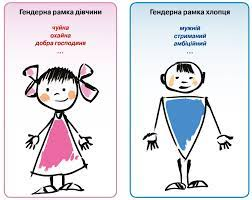 Гендерна рамка дівчини
чуйна
охайна
добра господиня
...
Гендерна рамка хлопця
мужній
стриманий
амбіційний
...